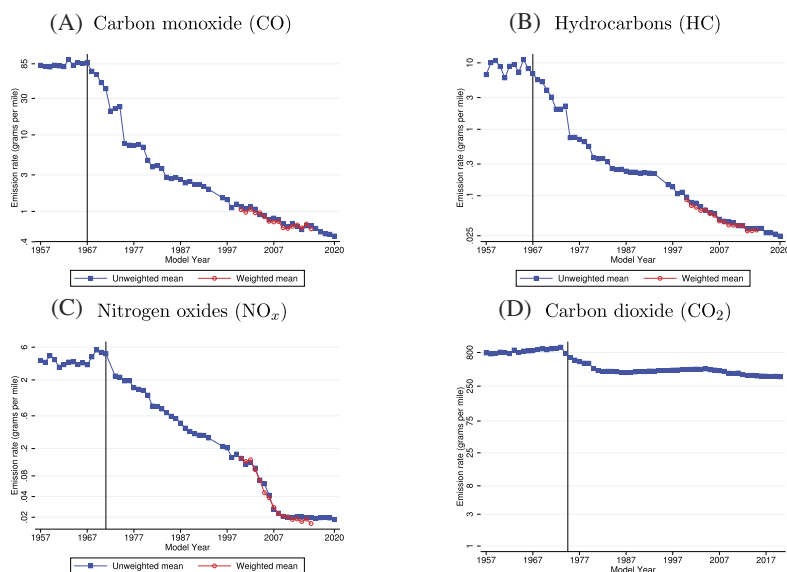 (A) Carbon monoxide (CO)
Emission rate (grams per mile)
85
30
10
3
1
.4
1957 1967 1977 1987 1997 2007 2020
Model Year
Unweighted mean Weighted mean
(B) Hydrocarbons (HC)
Emission rate (grams per mile)
10
3
1
.3
.1
.025
1957 1967 1977 1987 1997 2007 2020
Model Year
Unweighted mean Weighted mean
(C) Nitrogen oxides (NOx)
Emission rate (grams per mile)
6
2
.6
.2
.08
.04
.02
1957 1967 1977 1987 1997 2007 2020
Model Year
Unweighted mean Weighted mean
(D) Carbon dioxide (CO2)
Emission rate (grams per mile)
800
250
75
25
8
3
1
1957 1967 1977 1987 1997 2007 2017
Model Year